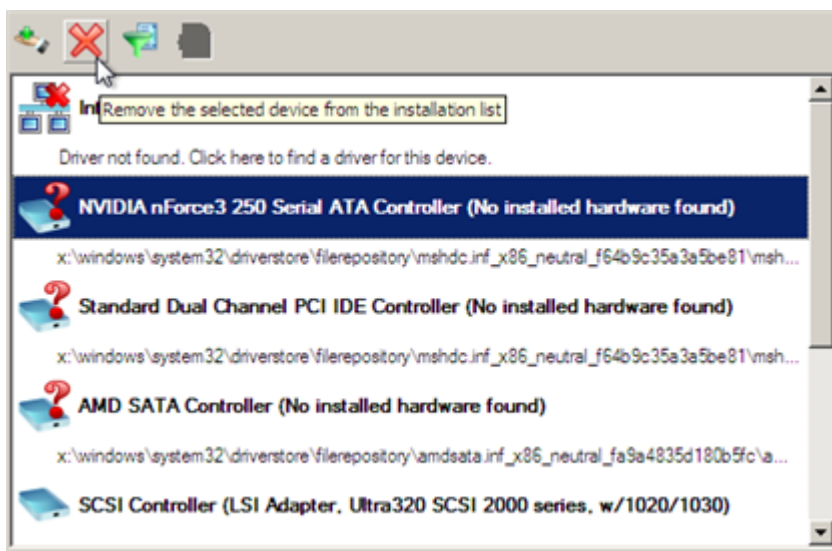 Int
Remove the selected device from the installation list
Driver not found. Click here to find a driver for this device.
NVIDIA nForce3 250 Serial ATA Controller (No installed hardware found)
x:\windows\system32\driverstore\filerepository\mshdc.inf_x86_neutral_f64b9c35a3a5be81\msh...
Standard Dual Channel PCI IDE Controller (No installed hardware found)
x:\windows\system32\driverstore\filerepository\mshdc.inf_x86_neutral_f64b9c35a3a5be81\msh...
AMD SATA Controller (No installed hardware found)
x:\windows\system32\driverstore\filerepository\amdsata.inf_x86_neutral_fa9a4835d180b5fc\a...
SCSI Controller (LSI Adapter, Ultra320 SCSI 2000 series, w/1020/1030)